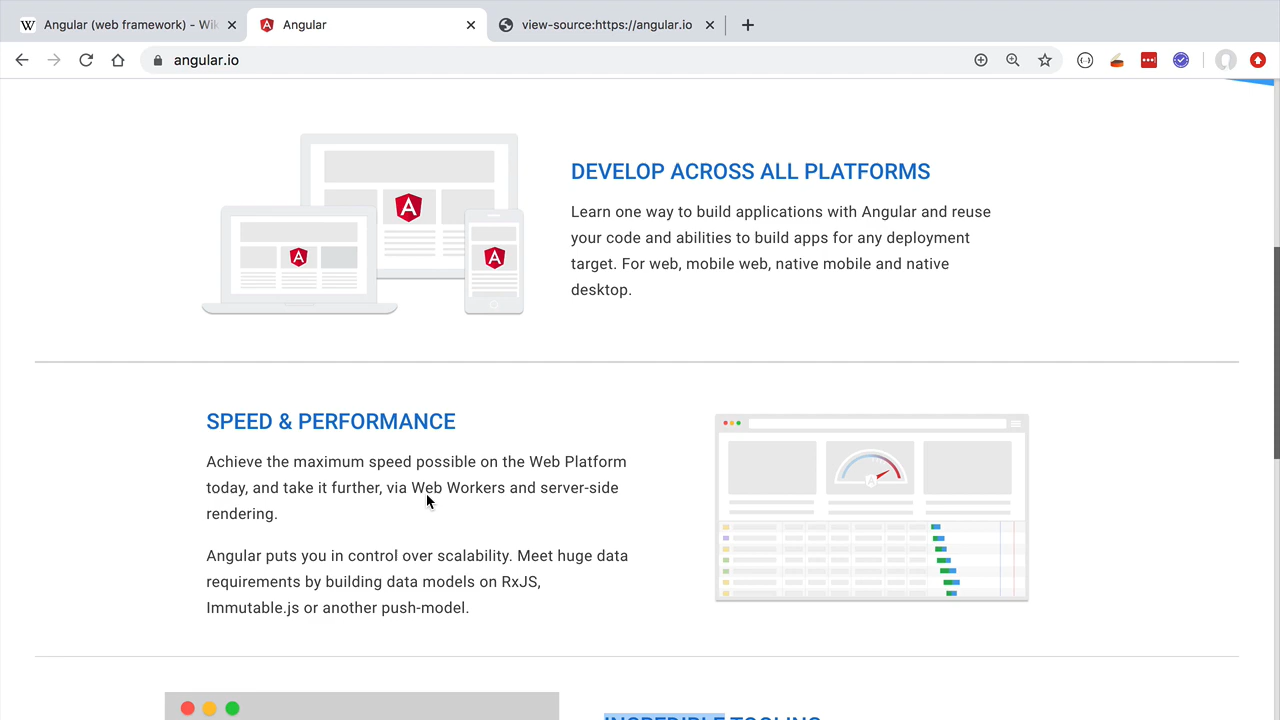 Angular (web framework) - Wik
Angular
view-source:https://angular.io
angular.io
DEVELOP ACROSS ALL PLATFORMS
Learn one way to build applications with Angular and reuse
your code and abilities to build apps for any deployment
target. For web, mobile web, native mobile and native
desktop.
SPEED & PERFORMANCE
Achieve the maximum speed possible on the Web Platform
today, and take it further, via Web Workers and server-side
rendering.
Angular puts you in control over scalability. Meet huge data
requirements by building data models on RxJS,
Immutable.js or another push-model.
INCREDIBLE TOOLING